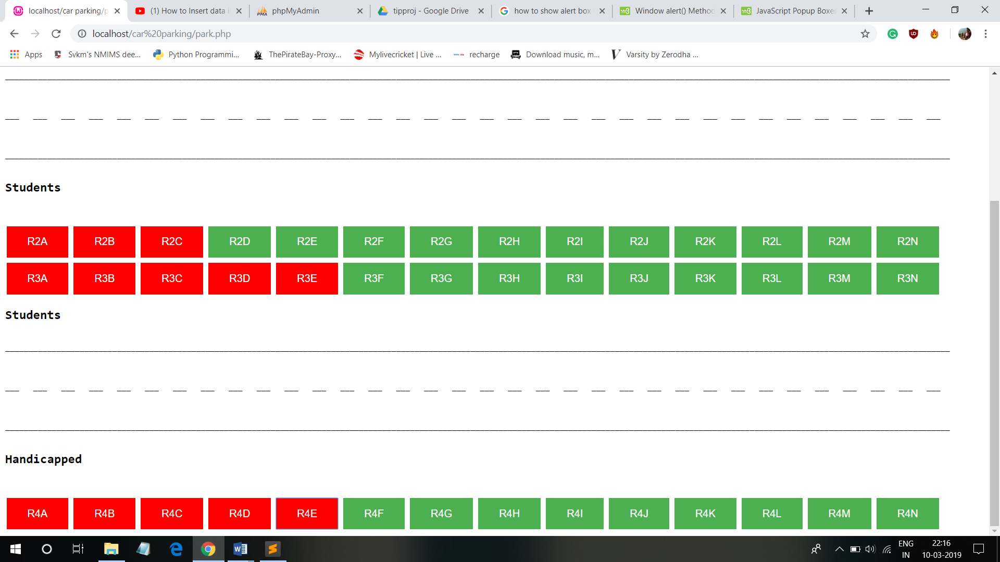 localhost/car parking/p
(1) How to Insert data i
phpMyAdmin
tipproj - Google Drive
how to show alert box
Window alert() Method
JavaScript Popup Boxes
localhost/car%20parking/park.php
Apps
Svkm's NMIMS dee...
Python Programmi...
ThePirateBay-Proxy...
Mylivecricket | Live ...
recharge
Download music, m...
Varsity by Zerodha ...
Students
R2A R2B R2C R2D R2E R2F R2G R2H R2I R2J R2K R2L R2M R2N
R3A R3B R3C R3D R3E R3F R3G R3H R3I R3J R3K R3L R3M R3N
Students
Handicapped
R4A R4B R4C R4D R4E R4F R4G R4H R4I R4J R4K R4L R4M R4N
ENG
IN
22:16
10-03-2019